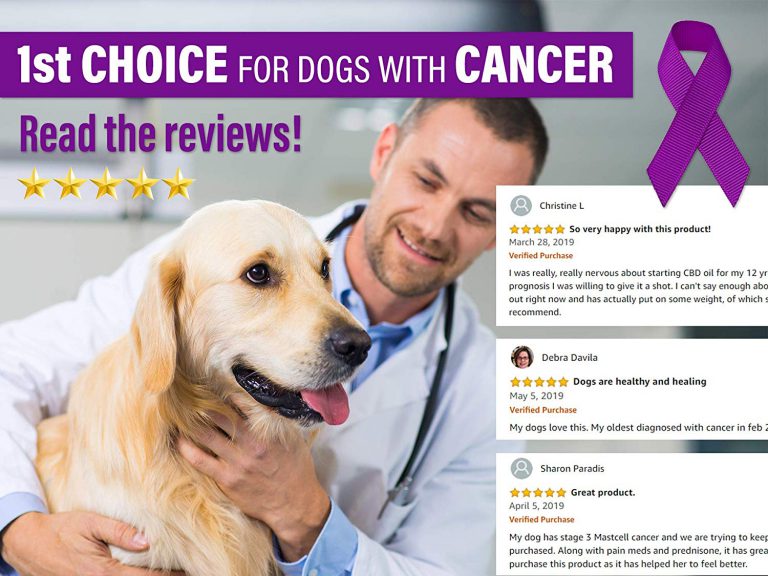 1st CHOICE FOR DOGS WITH CANCER
Read the reviews!
Christine L
So very happy with this product!
March 28, 2019
Verified Purchase
I was really, really nervous about starting CBD oil for my 12 yr
prognosis I was willing to give it a shot. I can't say enough abo
out right now and has actually put on some weight, of which s
recommend.
Debra Davila
Dogs are healthy and healing
May 5, 2019
Verified Purchase
My dogs love this. My oldest diagnosed with cancer in feb 2
Sharon Paradis
Great product.
April 5, 2019
Verified Purchase
My dog has stage 3 Mastcell cancer and we are trying to keep
purchased. Along with pain meds and prednisone, it has grea
purchase this product as it has helped her to feel better.